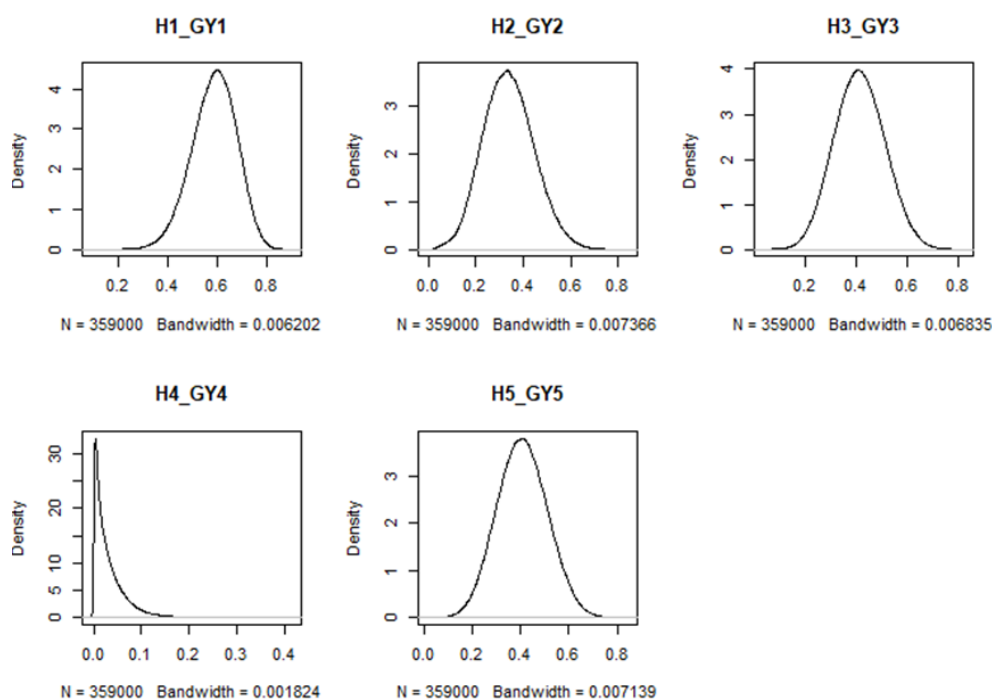 H1_GY1
H2_GY2
H3_GY3
Density
0 1 2 3 4
0.2 0.4 0.6 0.8
N = 359000 Bandwidth = 0.006202
Density
0 1 2 3
0.0 0.2 0.4 0.6 0.8
N = 359000 Bandwidth = 0.007366
Density
0 1 2 3 4
0.2 0.4 0.6 0.8
N = 359000 Bandwidth = 0.006835
H4_GY4
H5_GY5
Density
0 5 10 20 30
0.0 0.1 0.2 0.3 0.4
N = 359000 Bandwidth = 0.001824
Density
0 1 2 3
0.0 0.2 0.4 0.6 0.8
N = 359000 Bandwidth = 0.007139